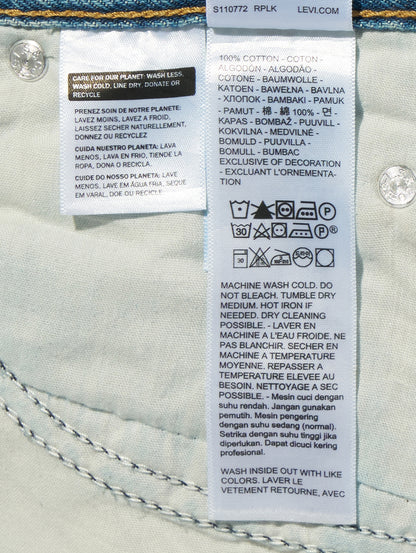 S110772 RPLK LEVI.COM
CARE FOR OUR PLANET: WASH LESS,
WASH COLD, LINE DRY, DONATE OR
RECYCLE
PRENEZ SOIN DE NOTRE PLANETE:
LAVEZ MOINS, LAVEZ A FROID,
LAISSEZ SECHER NATURELLEMENT,
DONNEZ OU RECYCLEZ
CUIDA NUESTRO PLANETA: LAVA
MENOS, LAVA EN FRIO, TIENDE LA
ROPA, DONA O RECICLA.
CUIDE DO NOSSO PLANETA: LAVE
MENOS, LAVE EM ÁGUA FRIA, SEQUE
EM VARAL, DOE OU RECICLE.
100% COTTON - COTON -
ALGODÓN - ALGODÃO -
COTONE - BAUMWOLLE -
KATOEN - BAWEŁNA - BAVLNA
- ХЛОПОК - BAMBAKI - PAMUK
- PAMUT - 棉 - 綿 100% - 면 -
KAPAS - BOMBAŽ - PUUVILL -
KOKVILNA - MEDVILNĖ -
BOMULD - PUUVILLA -
BOMULL - BUMBAC
EXCLUSIVE OF DECORATION
- EXCLUANT L'ORNEMENTA-
TION
P
30 P ®
30
MACHINE WASH COLD. DO
NOT BLEACH. TUMBLE DRY
MEDIUM. HOT IRON IF
NEEDED. DRY CLEANING
POSSIBLE. - LAVER EN
MACHINE A L'EAU FROIDE, NE
PAS BLANCHIR. SECHER EN
MACHINE A TEMPERATURE
MOYENNE. REPASSER A
TEMPERATURE ELEVEE AU
BESOIN. NETTOYAGE A SEC
POSSIBLE. - Mesin cuci dengan
suhu rendah. Jangan gunakan
pemutih. Mesin pengering
dengan suhu sedang (normal).
Setrika dengan suhu tinggi jika
diperlukan. Dapat dicuci kering
profesional.
WASH INSIDE OUT WITH LIKE
COLORS. LAVER LE
VETEMENT RETOURNE, AVEC